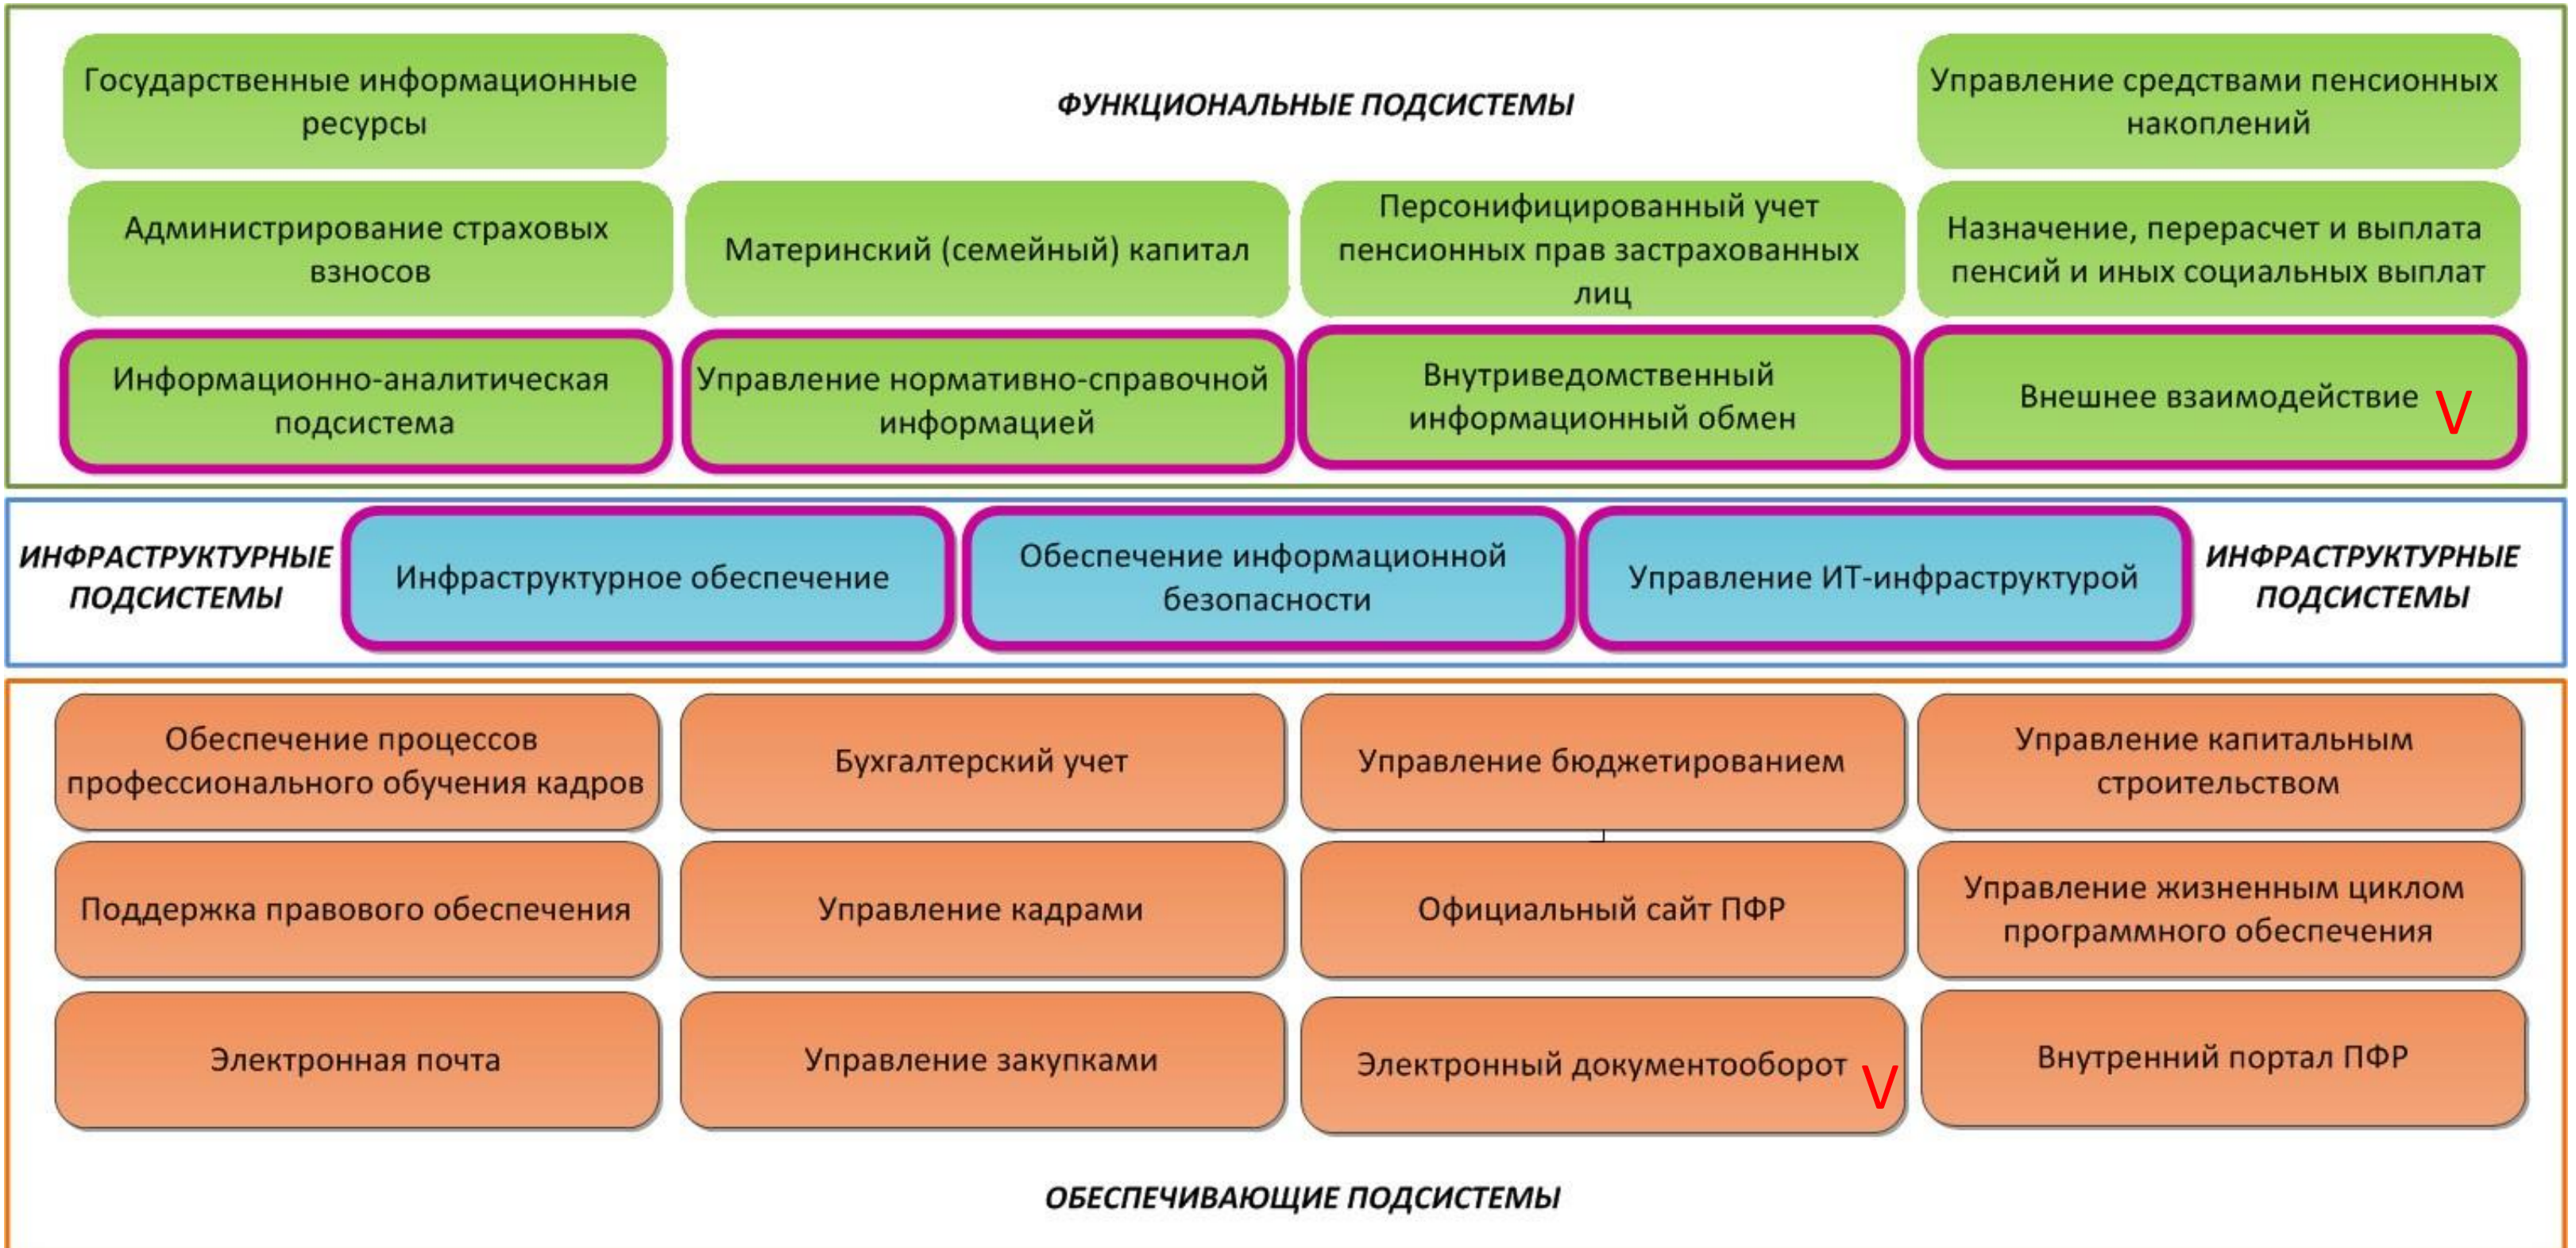 Государственные информационные
ресурсы
ФУНКЦИОНАЛЬНЫЕ ПОДСИСТЕМЫ
Управление средствами пенсионных
накоплений
Администрирование страховых
взносов
Материнский (семейный) капитал
Персонифицированный учет
пенсионных прав застрахованных
лиц
Назначение, перерасчет и выплата
пенсий и иных социальных выплат
Информационно-аналитическая
подсистема
Управление нормативно-справочной
информацией
Внутриведомственный
информационный обмен
Внешнее взаимодействие V
ИНФРАСТРУКТУРНЫЕ
ПОДСИСТЕМЫ
Инфраструктурное обеспечение
Обеспечение информационной
безопасности
Управление ИТ-инфраструктурой
ИНФРАСТРУКТУРНЫЕ
ПОДСИСТЕМЫ
Обеспечение процессов
профессионального обучения кадров
Бухгалтерский учет
Управление бюджетированием
Управление капитальным
строительством
Поддержка правового обеспечения
Управление кадрами
Официальный сайт ПФР
Управление жизненным циклом
программного обеспечения
Электронная почта
Управление закупками
Электронный документооборот V
Внутренний портал ПФР
ОБЕСПЕЧИВАЮЩИЕ ПОДСИСТЕМЫ